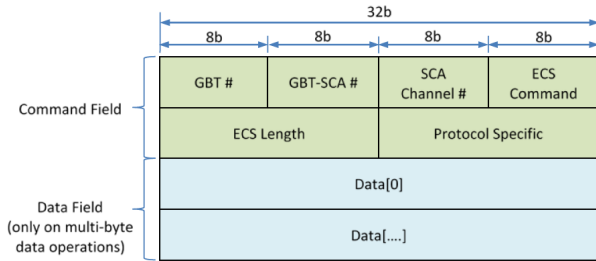 32b
8b 8b 8b 8b
GBT # GBT-SCA # SCA Channel # ECS Command
Command Field
ECS Length Protocol Specific
Data[0]
Data Field
(only on multi-byte
data operations)
Data[....]